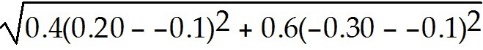 √0.4(0.20 - -0.1)² + 0.6(-0.30 - -0.1)²